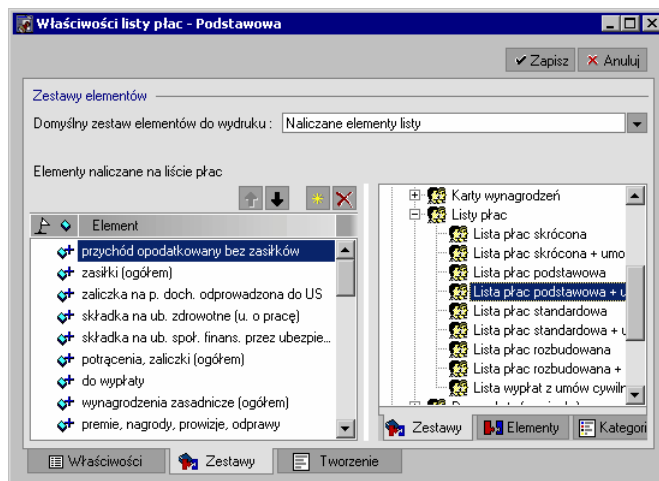 Właściwości listy płac - Podstawowa
Zapisz Anuluj
Zestawy elementów
Domyślny zestaw elementów do wydruku : Naliczane elementy listy
Elementy naliczane na liście płac
Element
przychód opodatkowany bez zasiłków
zasiłki (ogółem)
zaliczka na p. doch. odprowadzona do US
składka na ub. zdrowotne (u. o pracę)
składka na ub. społ. finans. przez ubezpie...
potrącenia, zaliczki (ogółem)
do wypłaty
wynagrodzenia zasadnicze (ogółem)
premie, nagrody, prowizje, odprawy
Karty wynagrodzeń
Listy płac
Lista płac skrócona
Lista płac skrócona + umo
Lista płac podstawowa
Lista płac podstawowa + u
Lista płac standardowa
Lista płac standardowa + u
Lista płac rozbudowana
Lista płac rozbudowana +
Lista wypłat z umów cywiln
Zestawy Elementy Kategori
Właściwości Zestawy Tworzenie